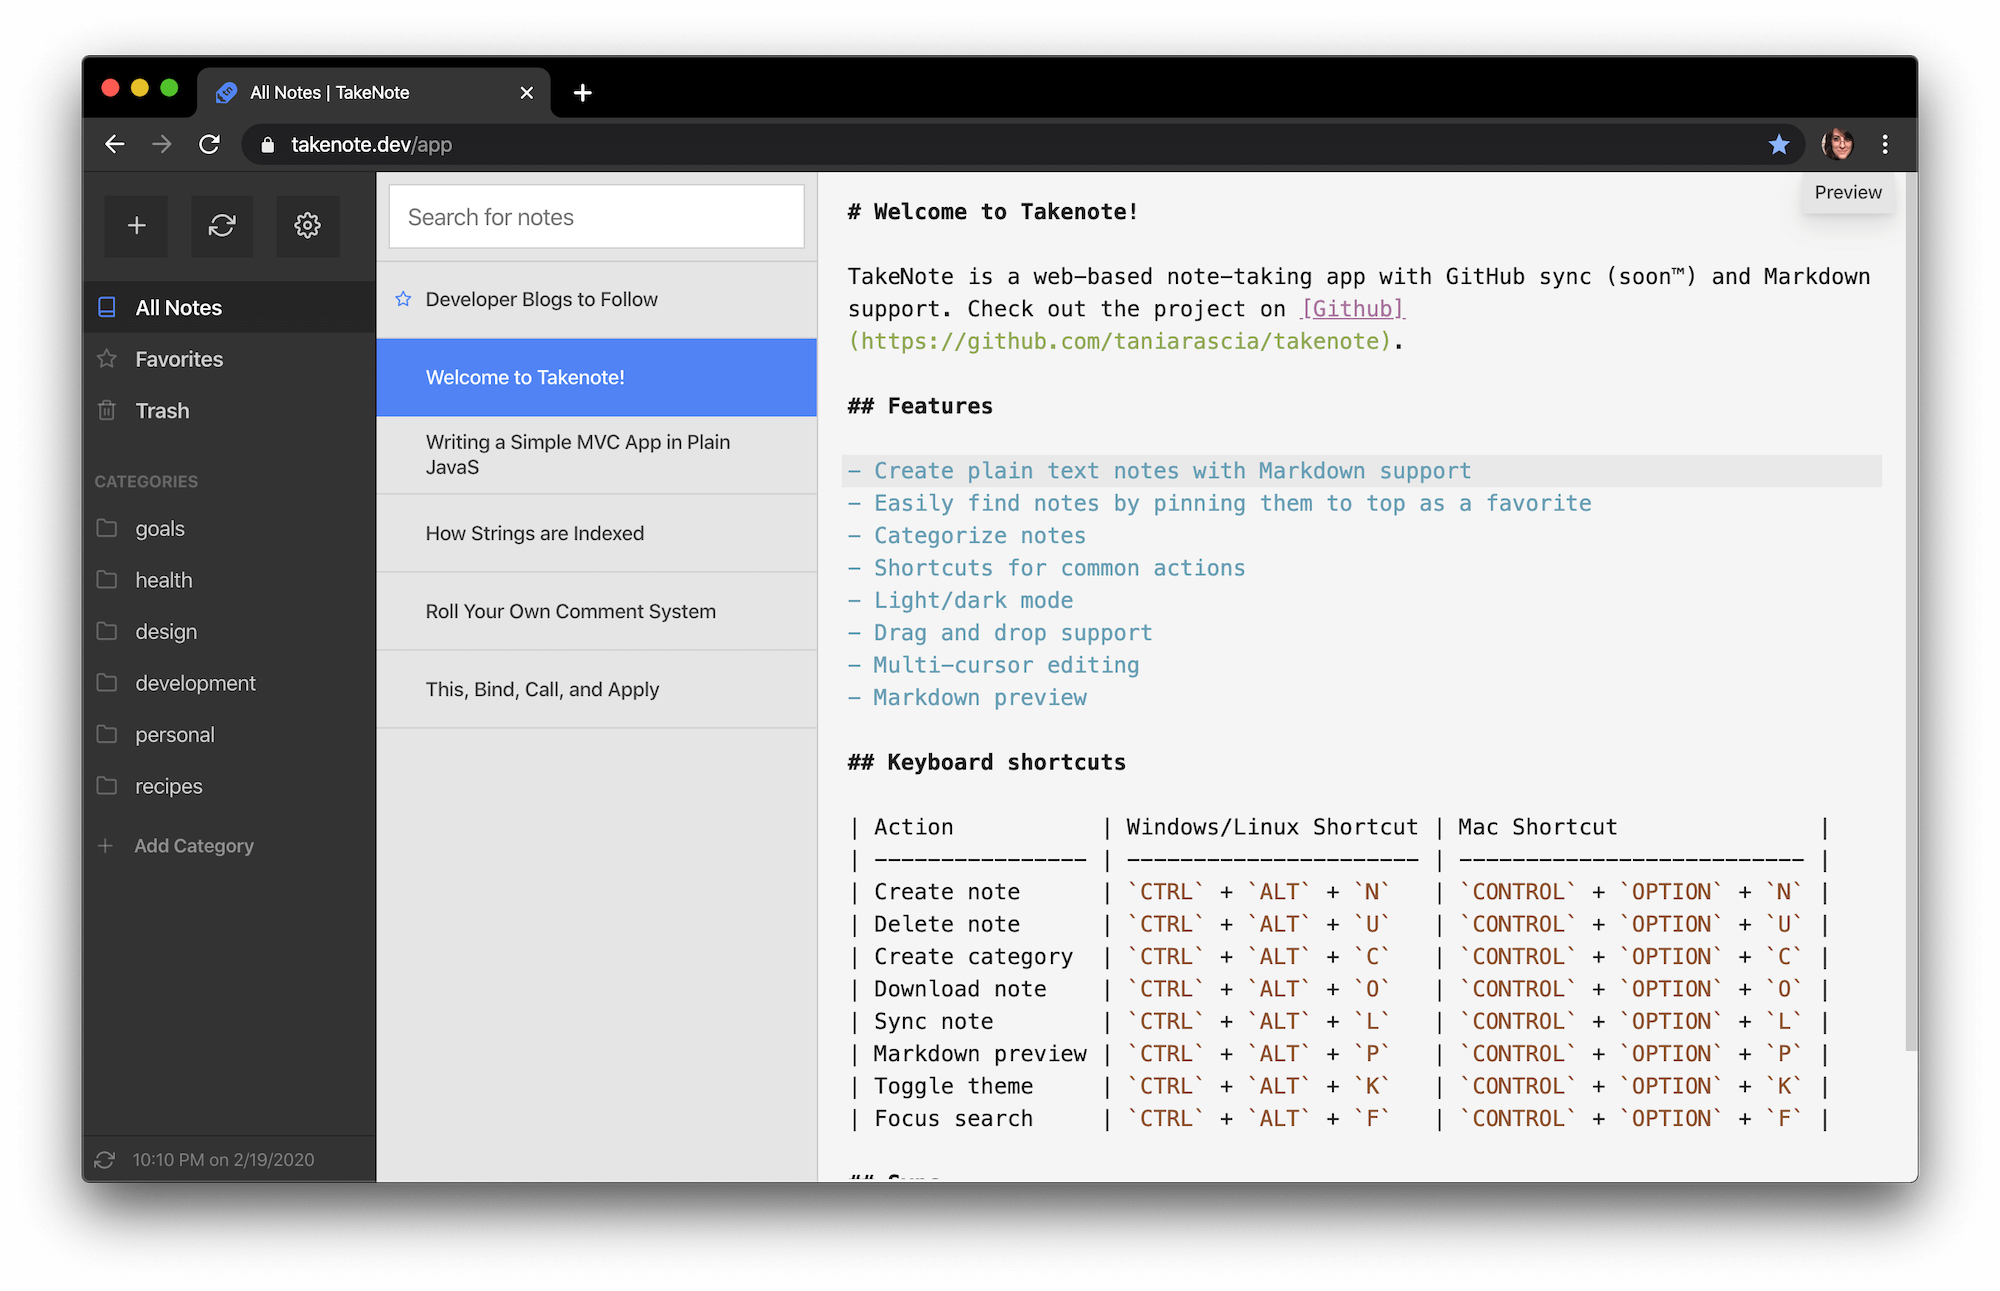 All Notes | TakeNote
takenote.dev/app
All Notes
Favorites
Trash
CATEGORIES
goals
health
design
development
personal
recipes
Add Category
10:10 PM on 2/19/2020
Search for notes
Developer Blogs to Follow
Welcome to Takenote!
Writing a Simple MVC App in Plain
JavaS
How Strings are Indexed
Roll Your Own Comment System
This, Bind, Call, and Apply
Preview
# Welcome to Takenote!
TakeNote is a web-based note-taking app with GitHub sync (soon™) and Markdown
support. Check out the project on [Github]
(https://github.com/taniarascia/takenote).
## Features
- Create plain text notes with Markdown support
- Easily find notes by pinning them to top as a favorite
- Categorize notes
- Shortcuts for common actions
- Light/dark mode
- Drag and drop support
- Multi-cursor editing
- Markdown preview
## Keyboard shortcuts
| Action           | Windows/Linux Shortcut | Mac Shortcut               |
| ---------------- | ---------------------- | -------------------------- |
| Create note      | `CTRL` + `ALT` + `N`   | `CONTROL` + `OPTION` + `N` |
| Delete note      | `CTRL` + `ALT` + `U`   | `CONTROL` + `OPTION` + `U` |
| Create category  | `CTRL` + `ALT` + `C`   | `CONTROL` + `OPTION` + `C` |
| Download note    | `CTRL` + `ALT` + `O`   | `CONTROL` + `OPTION` + `O` |
| Sync note        | `CTRL` + `ALT` + `L`   | `CONTROL` + `OPTION` + `L` |
| Markdown preview | `CTRL` + `ALT` + `P`   | `CONTROL` + `OPTION` + `P` |
| Toggle theme     | `CTRL` + `ALT` + `K`   | `CONTROL` + `OPTION` + `K` |
| Focus search     | `CTRL` + `ALT` + `F`   | `CONTROL` + `OPTION` + `F` |